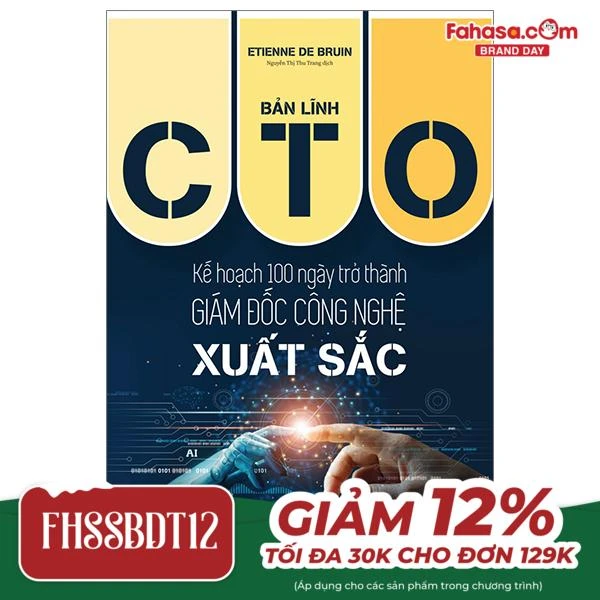 Fahasa.com
BRAND DAY
ETIENNE DE BRUIN
Nguyễn Thị Thu Trang dịch
BẢN LĨNH
CTO
Kế hoạch 100 ngày trở thành
GIÁM ĐỐC CÔNG NGHỆ
XUẤT SẮC
AI
FHSSBDT12
GIẢM 12%
TỐI ĐA 30K CHO ĐƠN 129K
(Áp dụng cho các sản phẩm trong chương trình)